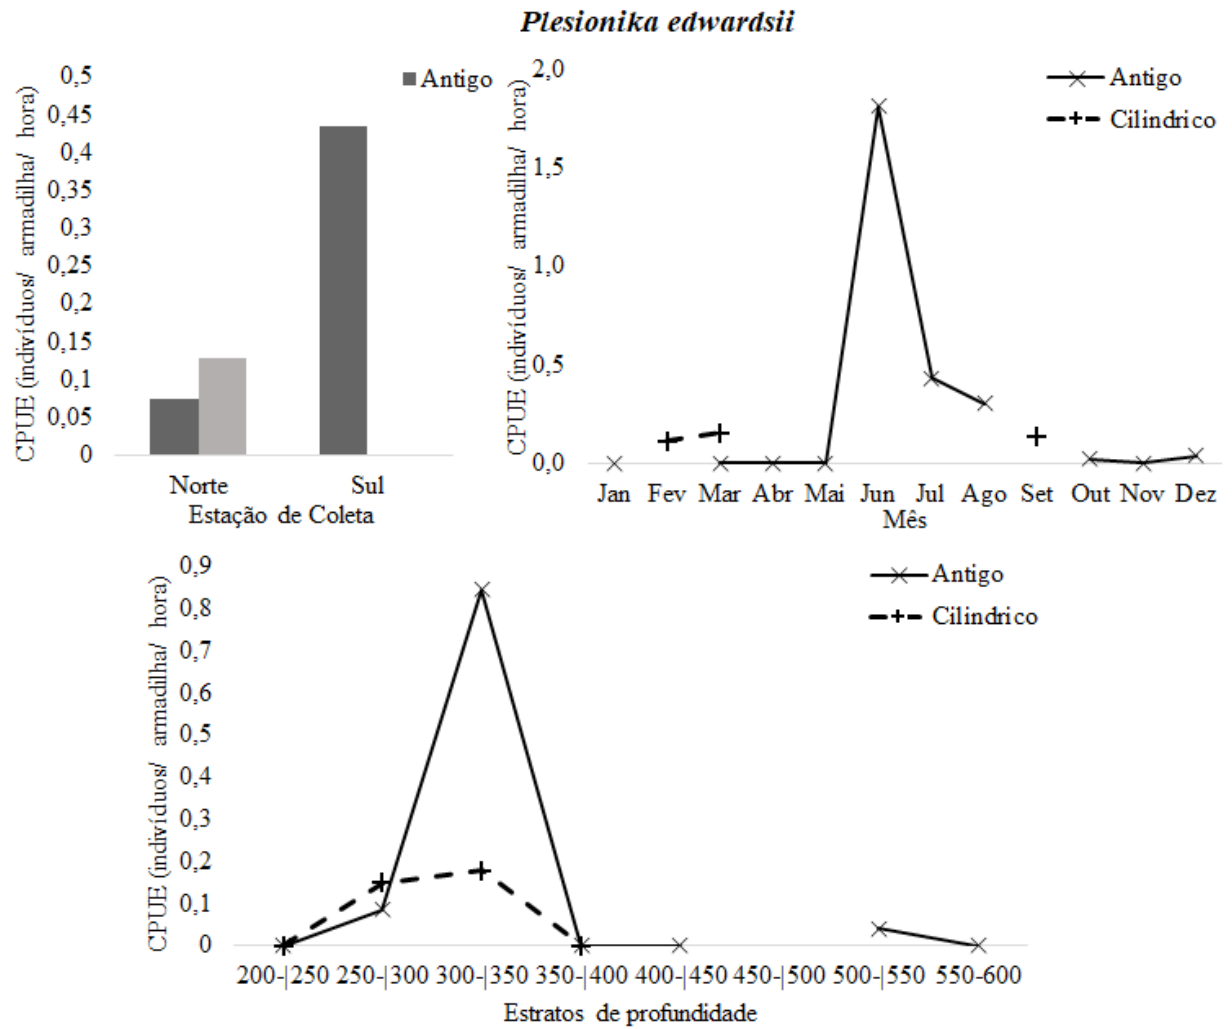 Plesionika edwardsii
CPUE (indivíduos/ armadilha/ hora)
0,5
0,45
0,4
0,35
0,3
0,25
0,2
0,15
0,1
0,05
0
Antigo
Norte Sul
Estação de Coleta
CPUE (indivíduos/ armadilha/ hora)
2,0
1,5
1,0
0,5
0,0
Antigo
Cilindrico
Jan Fev Mar Abr Mai Jun Jul Ago Set Out Nov Dez
Mês
CPUE (indivíduos/ armadilha/ hora)
0,9
0,8
0,7
0,6
0,5
0,4
0,3
0,2
0,1
0
Antigo
Cilindrico
200-|250 250-|300 300-|350 350-|400 400-|450 450-|500 500-|550 550-|600
Estratos de profundidade